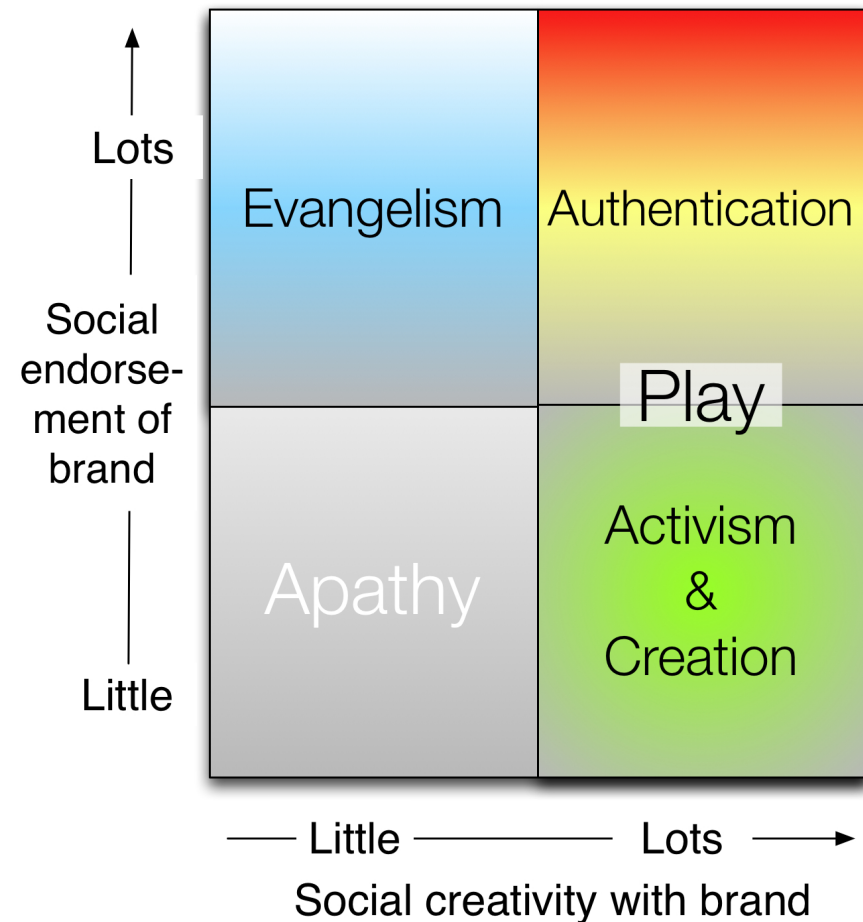 Lots
Evangelism
Authentication
Social
endorse-
ment of
brand
Play
Apathy
Activism
&
Creation
Little
Little
Lots
Social creativity with brand